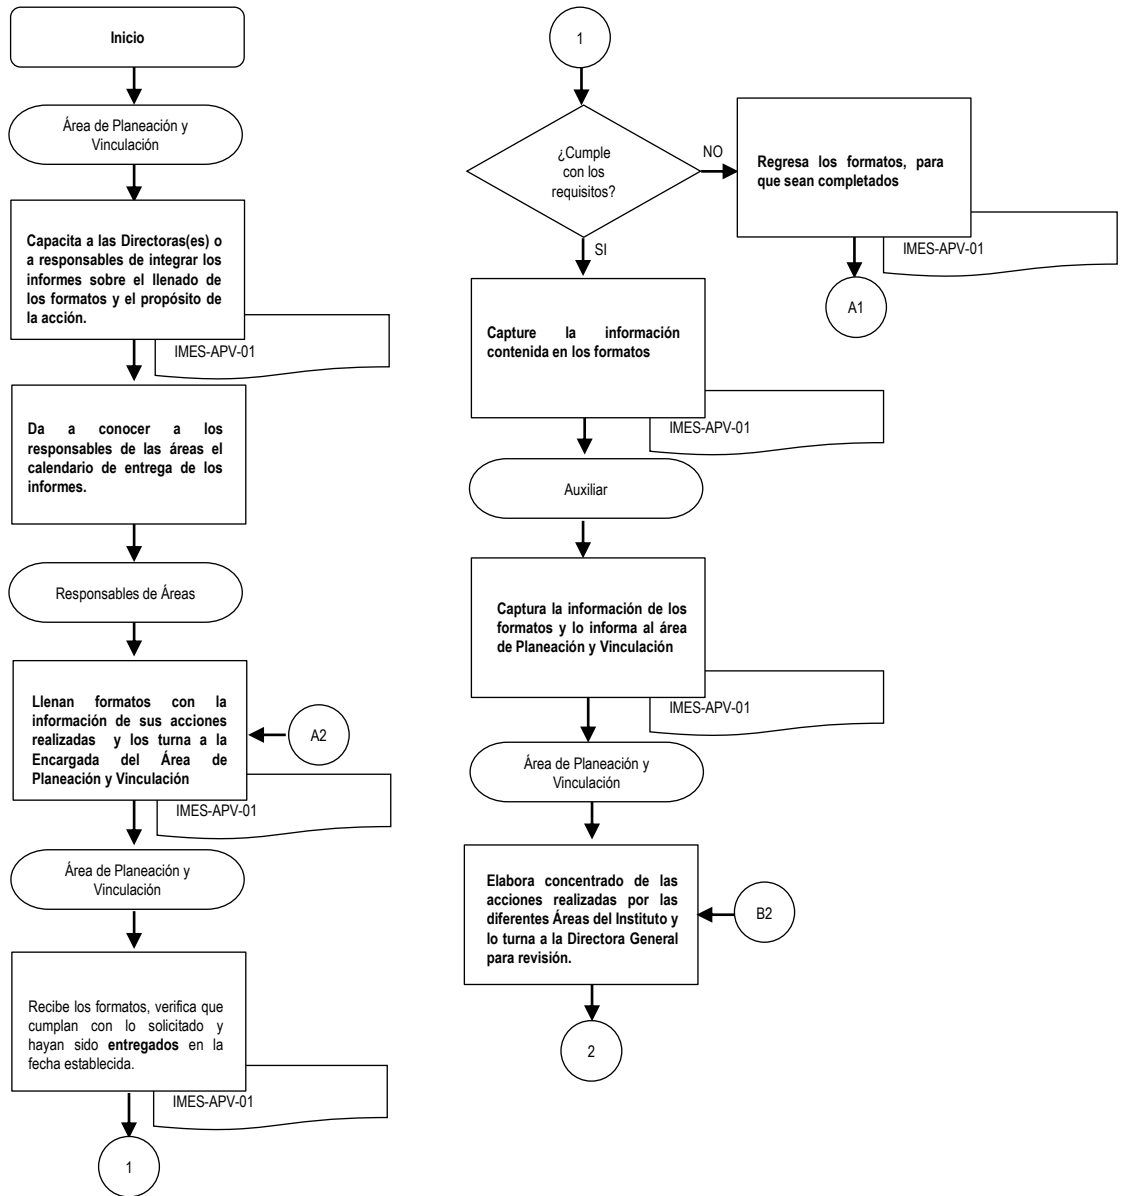 Inicio
Área de Planeación y
Vinculación
Capacita a las Directoras(es) o
a responsables de integrar los
informes sobre el llenado de
los formatos y el propósito de
la acción.
IMES-APV-01
Da a conocer a los
responsables de las áreas el
calendario de entrega de los
informes.
Responsables de Áreas
Llenan formatos con la
información de sus acciones
realizadas y los turna a la
Encargada del Área de
Planeación y Vinculación
A2
IMES-APV-01
Área de Planeación y
Vinculación
Recibe los formatos, verifica que
cumplan con lo solicitado y
hayan sido entregados en la
fecha establecida.
IMES-APV-01
1
1
¿Cumple
con los
requisitos?
NO
Regresa los formatos, para
que sean completados
IMES-APV-01
A1
SI
Capture la información
contenida en los formatos
IMES-APV-01
Auxiliar
Captura la información de los
formatos y lo informa al área
de Planeación y Vinculación
IMES-APV-01
Área de Planeación y
Vinculación
Elabora concentrado de las
acciones realizadas por las
diferentes Áreas del Instituto y
lo turna a la Directora General
para revisión.
B2
2